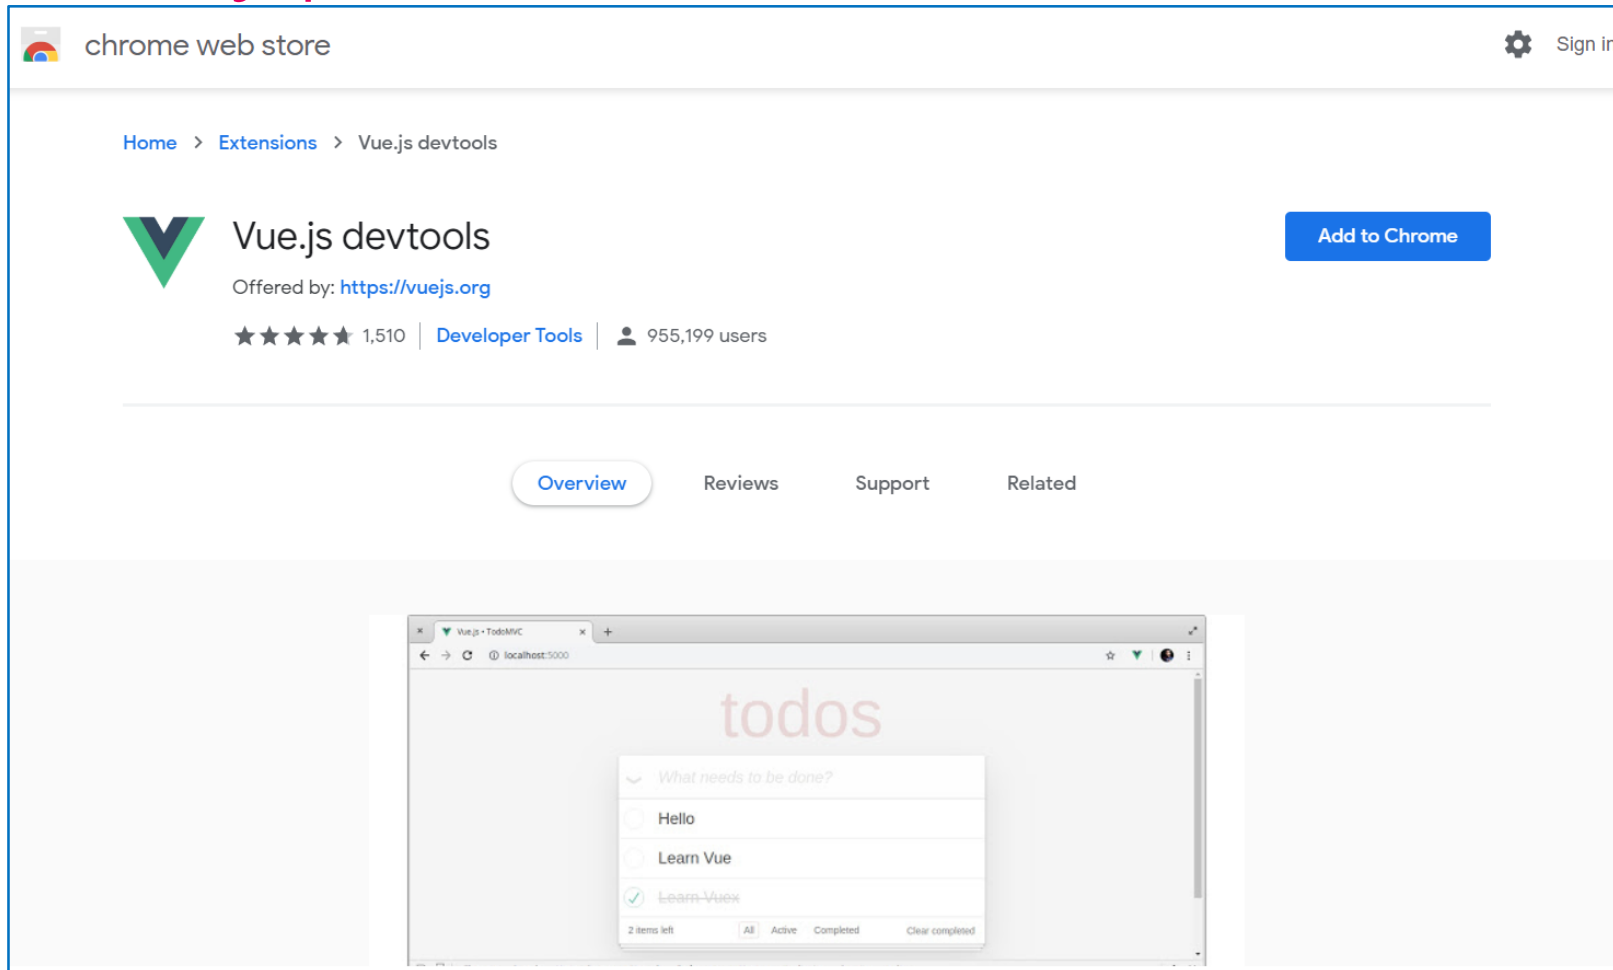 chrome web store
Sign in
Home > Extensions > Vue.js devtools
Vue.js devtools
Add to Chrome
Offered by: https://vuejs.org
1,510 | Developer Tools | 955,199 users
Overview Reviews Support Related
Vue.js • TodoMVC
localhost:5000
todos
What needs to be done?
Hello
Learn Vue
Learn Vuex
2 items left All Active Completed Clear completed